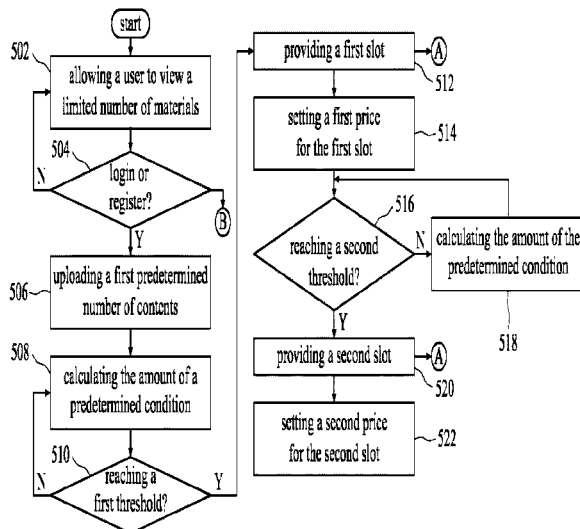 start
502
allowing a user to view a
limited number of materials
504
login or
register?
N
B
Y
506
uploading a first predetermined
number of contents
508
calculating the amount of a
predetermined condition
510
reaching a
first threshold?
N
Y
providing a first slot
A
512
setting a first price
for the first slot
514
516
reaching a second
threshold?
N
calculating the amount of the
predetermined condition
518
Y
providing a second slot
A
520
setting a second price
for the second slot
522